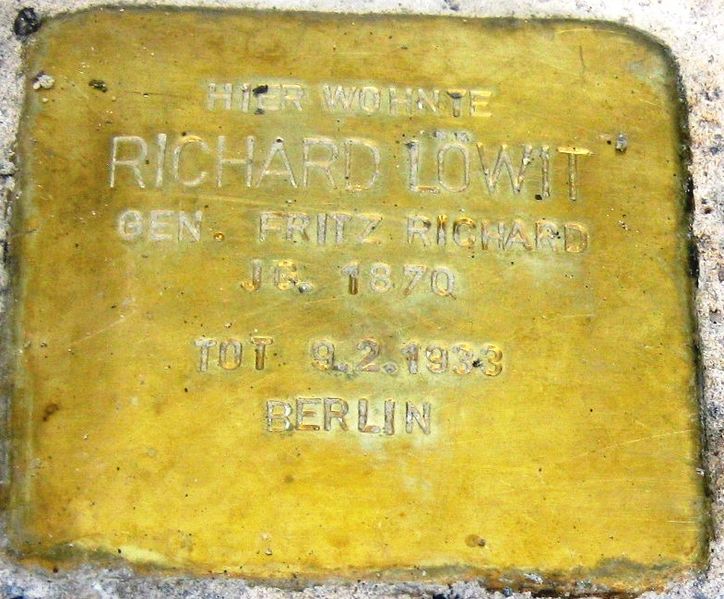 HIER WOHNTE
RICHARD LÖWIT
GEN. FRITZ RICHARD
JG. 1870
TOT 9.2.1933
BERLIN